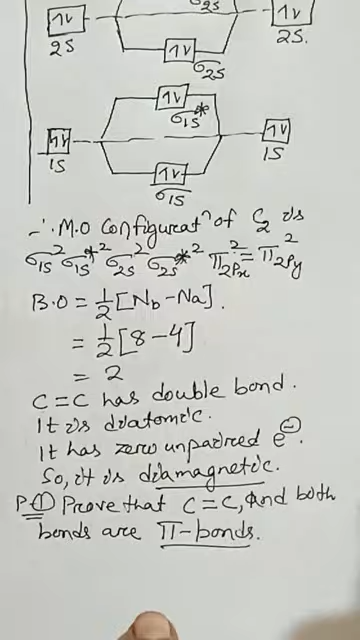 σ2s
1V 1V
2S 2S.
1V
σ2s
1V
σ1s*
1V 1V
1S 1S
1V
σ1s
∴ M.O Configuratⁿ of C₂ is
σ1s² σ1s*² σ2s² σ2s*² π2Px² = π2Py²
B.O = 1/2 [Nb - Na].
= 1/2 [8 - 4]
= 2
C = C has double bond.
It is diatomic.
It has zero unpaired e⊖.
So, it is diamagnetic.
P.① Prove that C = C, and both
bonds are π-bonds.